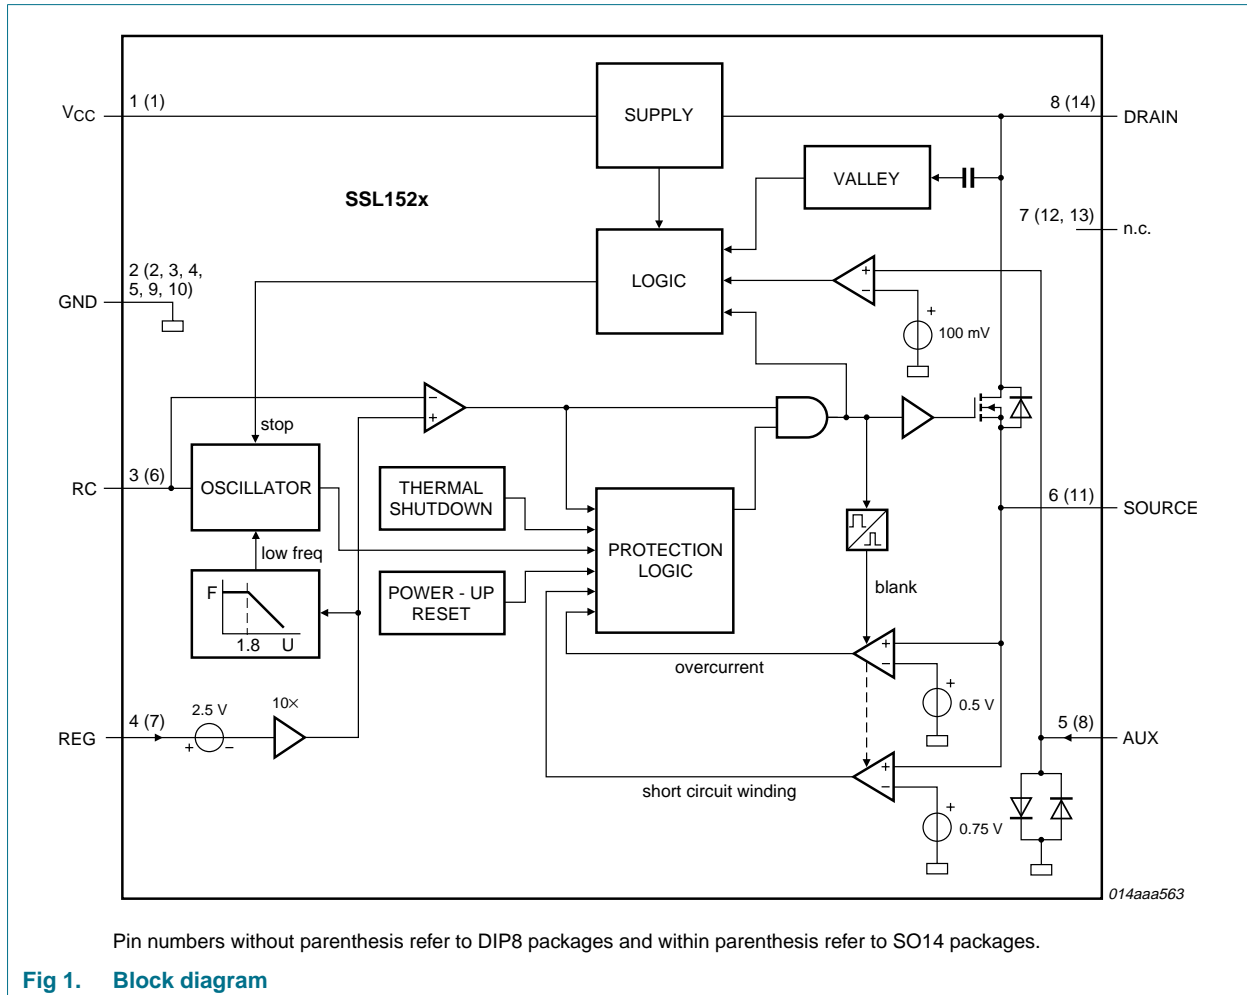 1 (1)
VCC
SUPPLY
8 (14)
DRAIN
VALLEY
SSL152x
7 (12, 13)
n.c.
2 (2, 3, 4,
5, 9, 10)
GND
LOGIC
+
−
+
100 mV
stop
−
+
3 (6)
RC
OSCILLATOR
THERMAL
SHUTDOWN
6 (11)
SOURCE
low freq
PROTECTION
LOGIC
F
1.8
U
POWER - UP
RESET
blank
overcurrent
+
−
+
0.5 V
4 (7)
REG
2.5 V
+
−
10×
5 (8)
AUX
short circuit winding
+
−
+
0.75 V
014aaa563
Pin numbers without parenthesis refer to DIP8 packages and within parenthesis refer to SO14 packages.
Fig 1. Block diagram